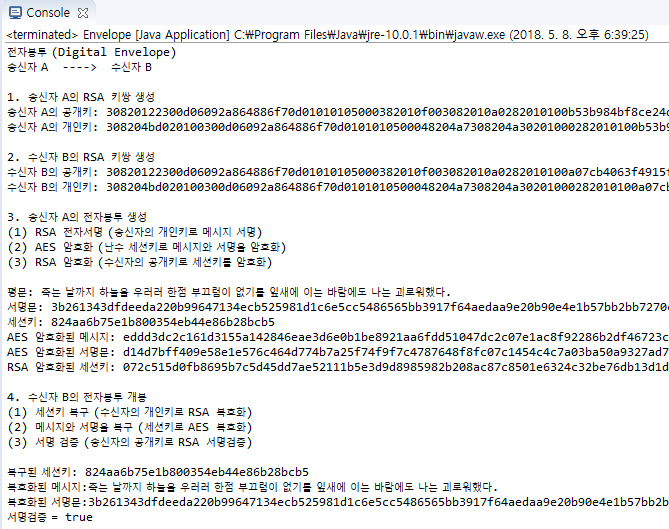 Console
<terminated> Envelope [Java Application] C:₩Program Files₩Java₩jre-10.0.1₩bin₩javaw.exe (2018. 5. 8. 오후 6:39:25)
전자봉투 (Digital Envelope)
송신자 A ----> 수신자 B
1. 송신자 A의 RSA 키쌍 생성
송신자 A의 공개키: 30820122300d06092a864886f70d01010105000382010f003082010a0282010100b53b984bf8ce24d
송신자 A의 개인키: 308204bd020100300d06092a864886f70d0101010500048204a7308204a30201000282010100b53b9
2. 수신자 B의 RSA 키쌍 생성
수신자 B의 공개키: 30820122300d06092a864886f70d01010105000382010f003082010a0282010100a07cb4063f4915f
수신자 B의 개인키: 308204bd020100300d06092a864886f70d0101010500048204a7308204a30201000282010100a07cb
3. 송신자 A의 전자봉투 생성
(1) RSA 전자서명 (송신자의 개인키로 메시지 서명)
(2) AES 암호화 (난수 세션키로 메시지와 서명을 암호화)
(3) RSA 암호화 (수신자의 공개키로 세션키를 암호화)
평문: 죽는 날까지 하늘을 우러러 한점 부끄럼이 없기를 잎새에 이는 바람에도 나는 괴로워했다.
서명문: 3b261343dfdeeda220b99647134ecb525981d1c6e5cc5486565bb3917f64aedaa9e20b90e4e1b57bb2bb7270
세션키: 824aa6b75e1b800354eb44e86b28bcb5
AES 암호화된 메시지: eddd3dc2c161d3155a142846eae3d6e0b1be8921aa6fdd51047dc2c07e1ac8f92286b2df46723c
AES 암호화된 서명문: d14d7bff409e58e1e576c464d774b7a25f74f9f7c4787648f8fc07c1454c4c7a03ba50a9327ad7
RSA 암호화된 세션키: 072c515d0fb8695b7c5d45dd7ae52111b5e3d9d8985982b208ac87c8501e6324c32be76db13d1d
4. 수신자 B의 전자봉투 개봉
(1) 세션키 복구 (수신자의 개인키로 RSA 복호화)
(2) 메시지와 서명을 복구 (세션키로 AES 복호화)
(3) 서명 검증 (송신자의 공개키로 RSA 서명검증)
복구된 세션키: 824aa6b75e1b800354eb44e86b28bcb5
복호화된 메시지:죽는 날까지 하늘을 우러러 한점 부끄럼이 없기를 잎새에 이는 바람에도 나는 괴로워했다.
복호화된 서명문:3b261343dfdeeda220b99647134ecb525981d1c6e5cc5486565bb3917f64aedaa9e20b90e4e1b57bb2b
서명검증 = true